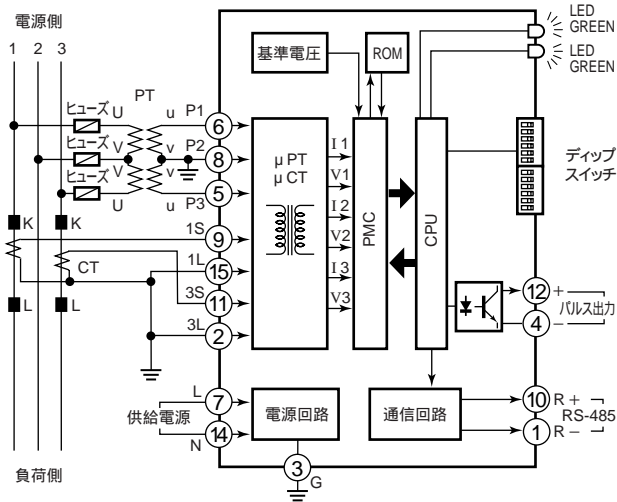 電源側
1 2 3
LED
GREEN
LED
GREEN
基準電圧
ROM
PT
ヒューズ U u P1 6
ヒューズ V v P2 8
ヒューズ V v
U u P3 5
μPT
μCT
I1
V1
I2
V2
I3
V3
PMC
CPU
ディップ
スイッチ
K K
1S 9
CT
1L 15
3S 11
L L
3L 2
12 +
パルス出力
4 −
L 7
供給電源
N 14
電源回路
通信回路
10 R+
RS-485
1 R−
3 G
負荷側